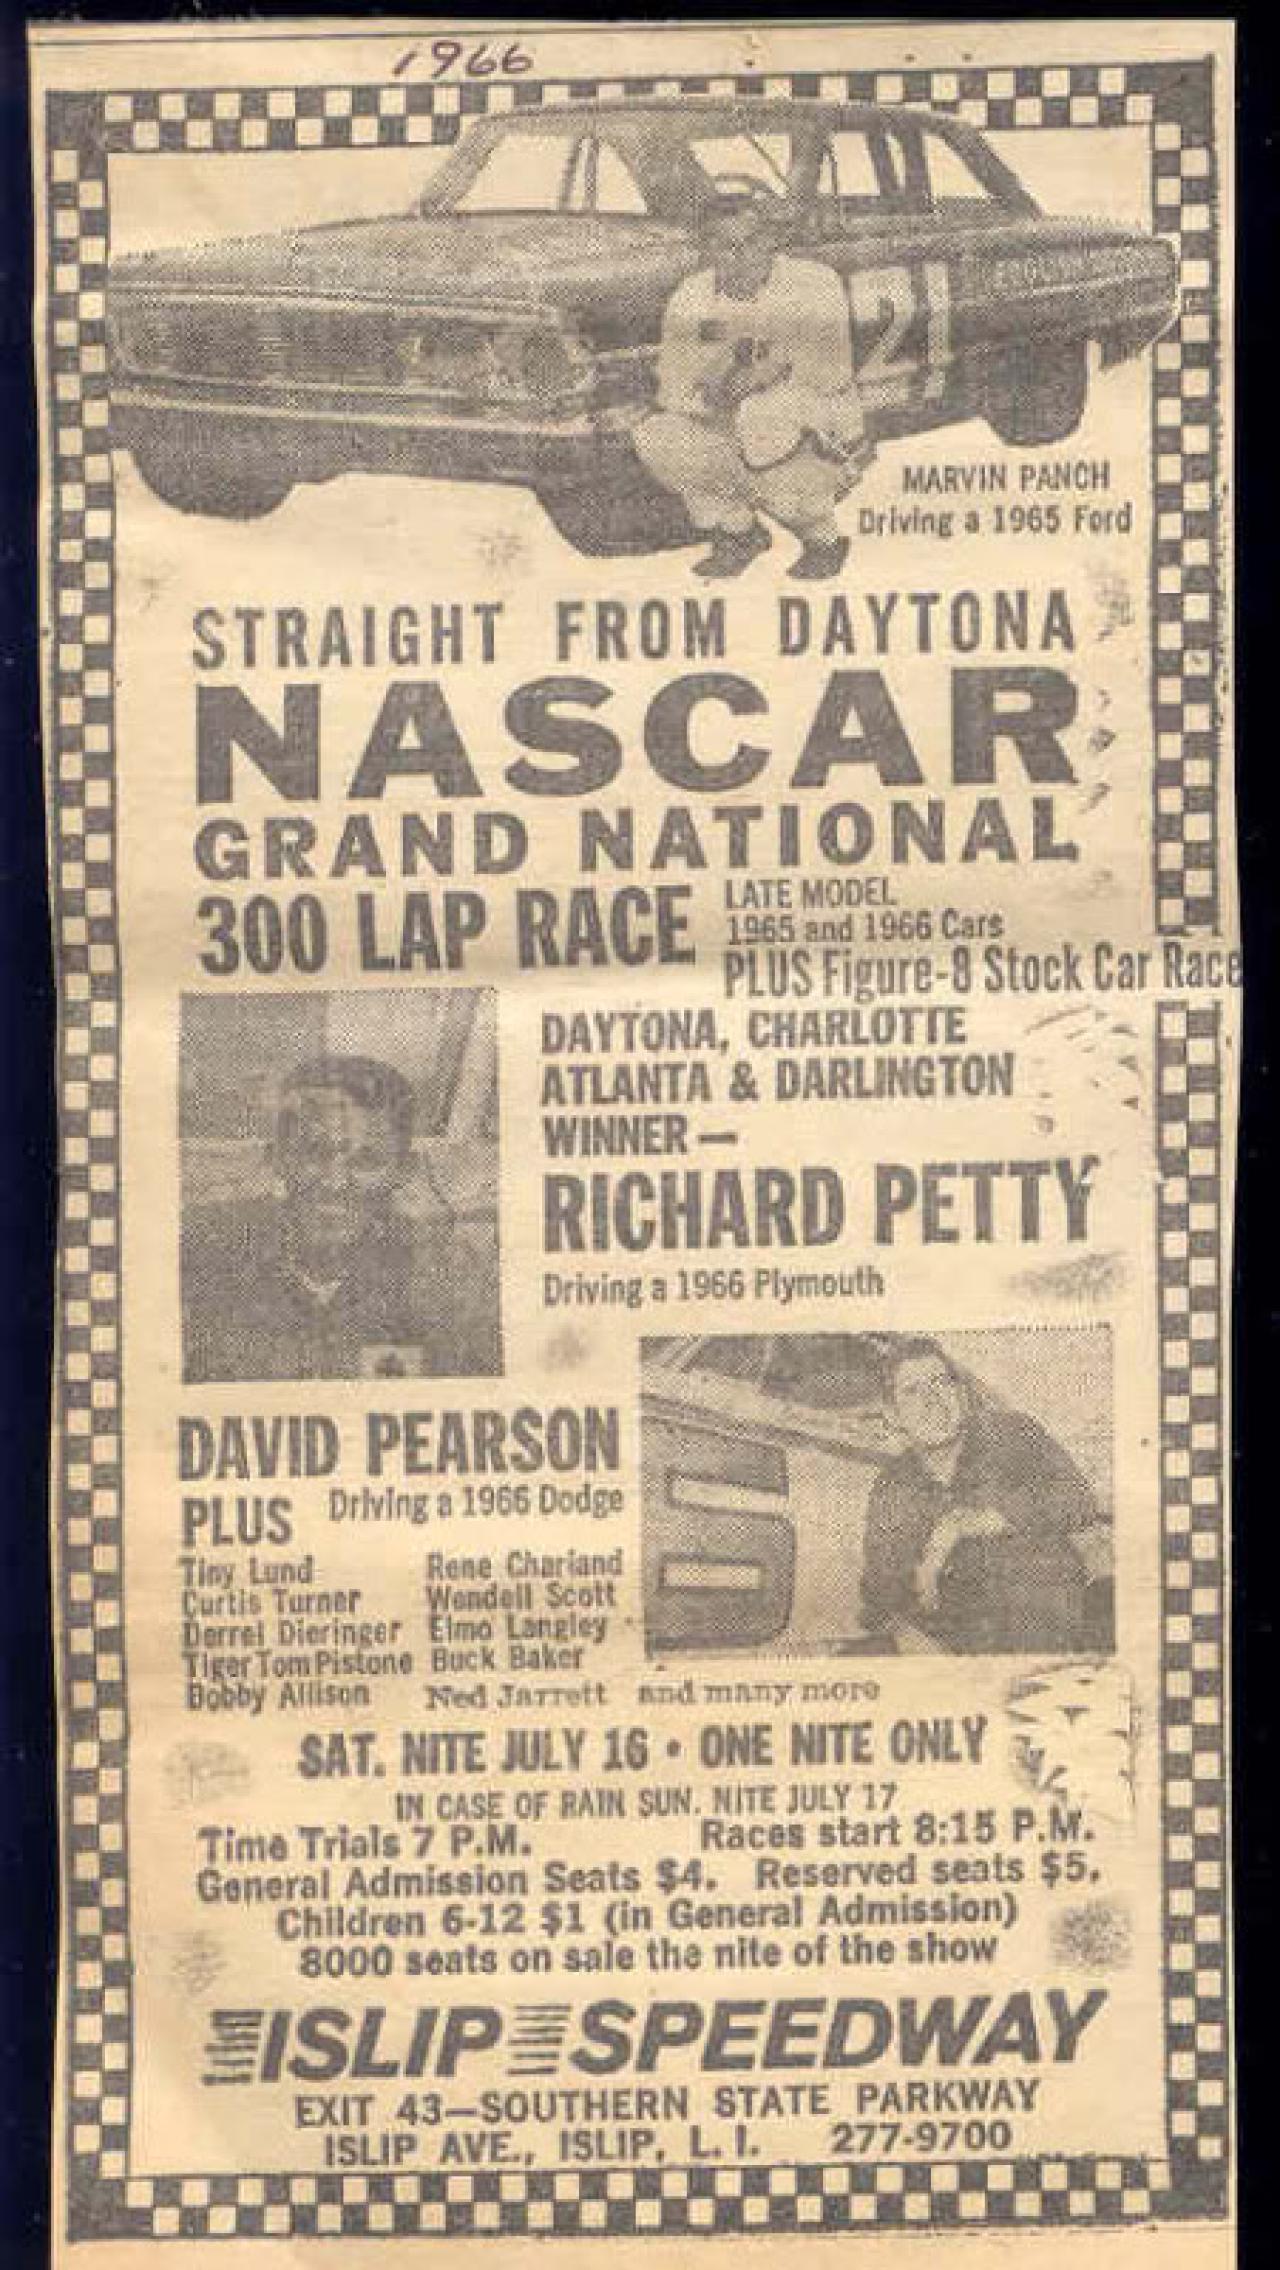 1966
21
MARVIN PANCH
Driving a 1965 Ford
STRAIGHT FROM DAYTONA
NASCAR
GRAND NATIONAL
300 LAP RACE
LATE MODEL
1965 and 1966 Cars
PLUS Figure-8 Stock Car Race
DAYTONA, CHARLOTTE
ATLANTA & DARLINGTON
WINNER —
RICHARD PETTY
Driving a 1966 Plymouth
DAVID PEARSON
PLUS Driving a 1966 Dodge
Tiny Lund Rene Charland
Curtis Turner Wendell Scott
Derrel Dieringer Elmo Langley
Tiger Tom Pistone Buck Baker
Bobby Allison Ned Jarrett and many more
SAT. NITE JULY 16 • ONE NITE ONLY
IN CASE OF RAIN SUN. NITE JULY 17
Time Trials 7 P.M. Races start 8:15 P.M.
General Admission Seats $4. Reserved seats $5.
Children 6-12 $1 (in General Admission)
8000 seats on sale the nite of the show
ISLIP SPEEDWAY
EXIT 43—SOUTHERN STATE PARKWAY
ISLIP AVE., ISLIP, L. I. 277-9700